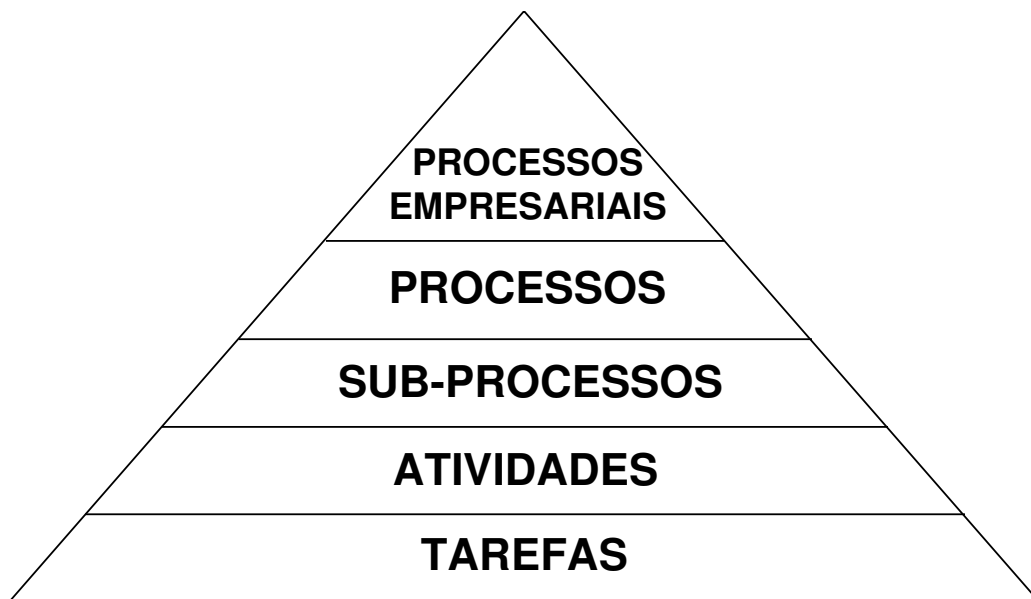 PROCESSOS
EMPRESARIAIS
PROCESSOS
SUB-PROCESSOS
ATIVIDADES
TAREFAS